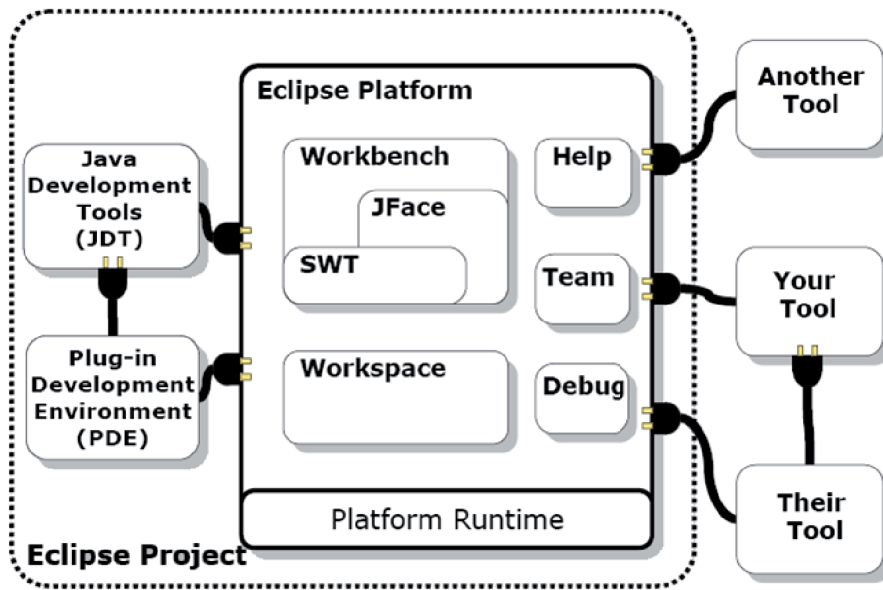 Eclipse Platform
Another
Tool
Workbench
JFace
SWT
Help
Java
Development
Tools
(JDT)
Team
Your
Tool
Plug-in
Development
Environment
(PDE)
Workspace
Debug
Their
Tool
Platform Runtime
Eclipse Project